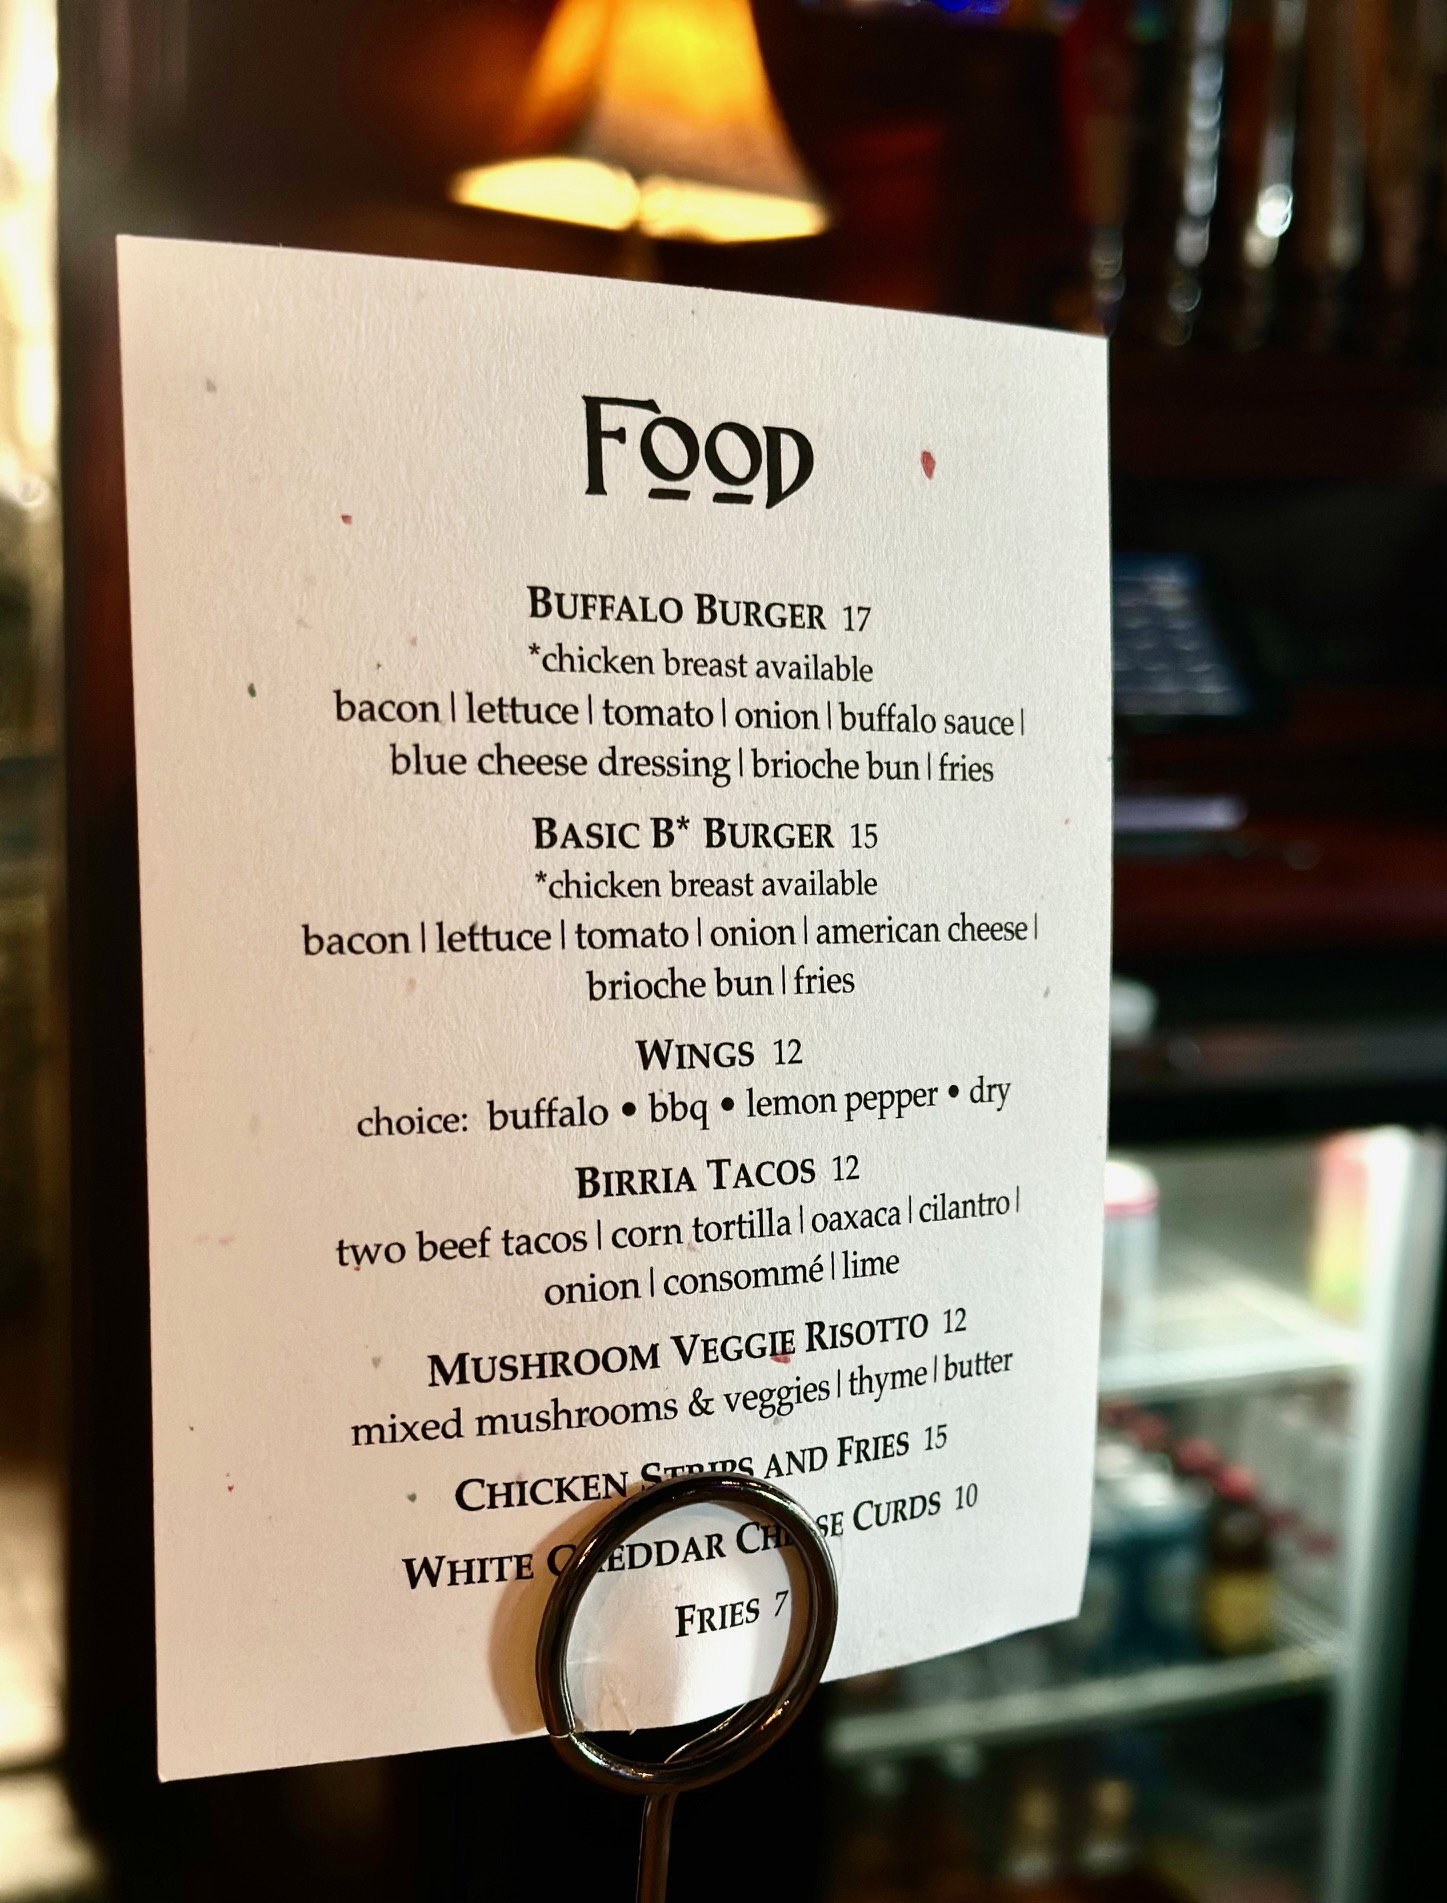 FOOD
BUFFALO BURGER 17
*chicken breast available
bacon | lettuce | tomato | onion | buffalo sauce |
blue cheese dressing | brioche bun | fries
BASIC B* BURGER 15
*chicken breast available
bacon | lettuce | tomato | onion | american cheese |
brioche bun | fries
WINGS 12
choice: buffalo • bbq • lemon pepper • dry
BIRRIA TACOS 12
two beef tacos | corn tortilla | oaxaca | cilantro |
onion | consommé | lime
MUSHROOM VEGGIE RISOTTO 12
mixed mushrooms & veggies | thyme | butter
CHICKEN STRIPS AND FRIES 15
WHITE CHEDDAR CHEESE CURDS 10
FRIES 7